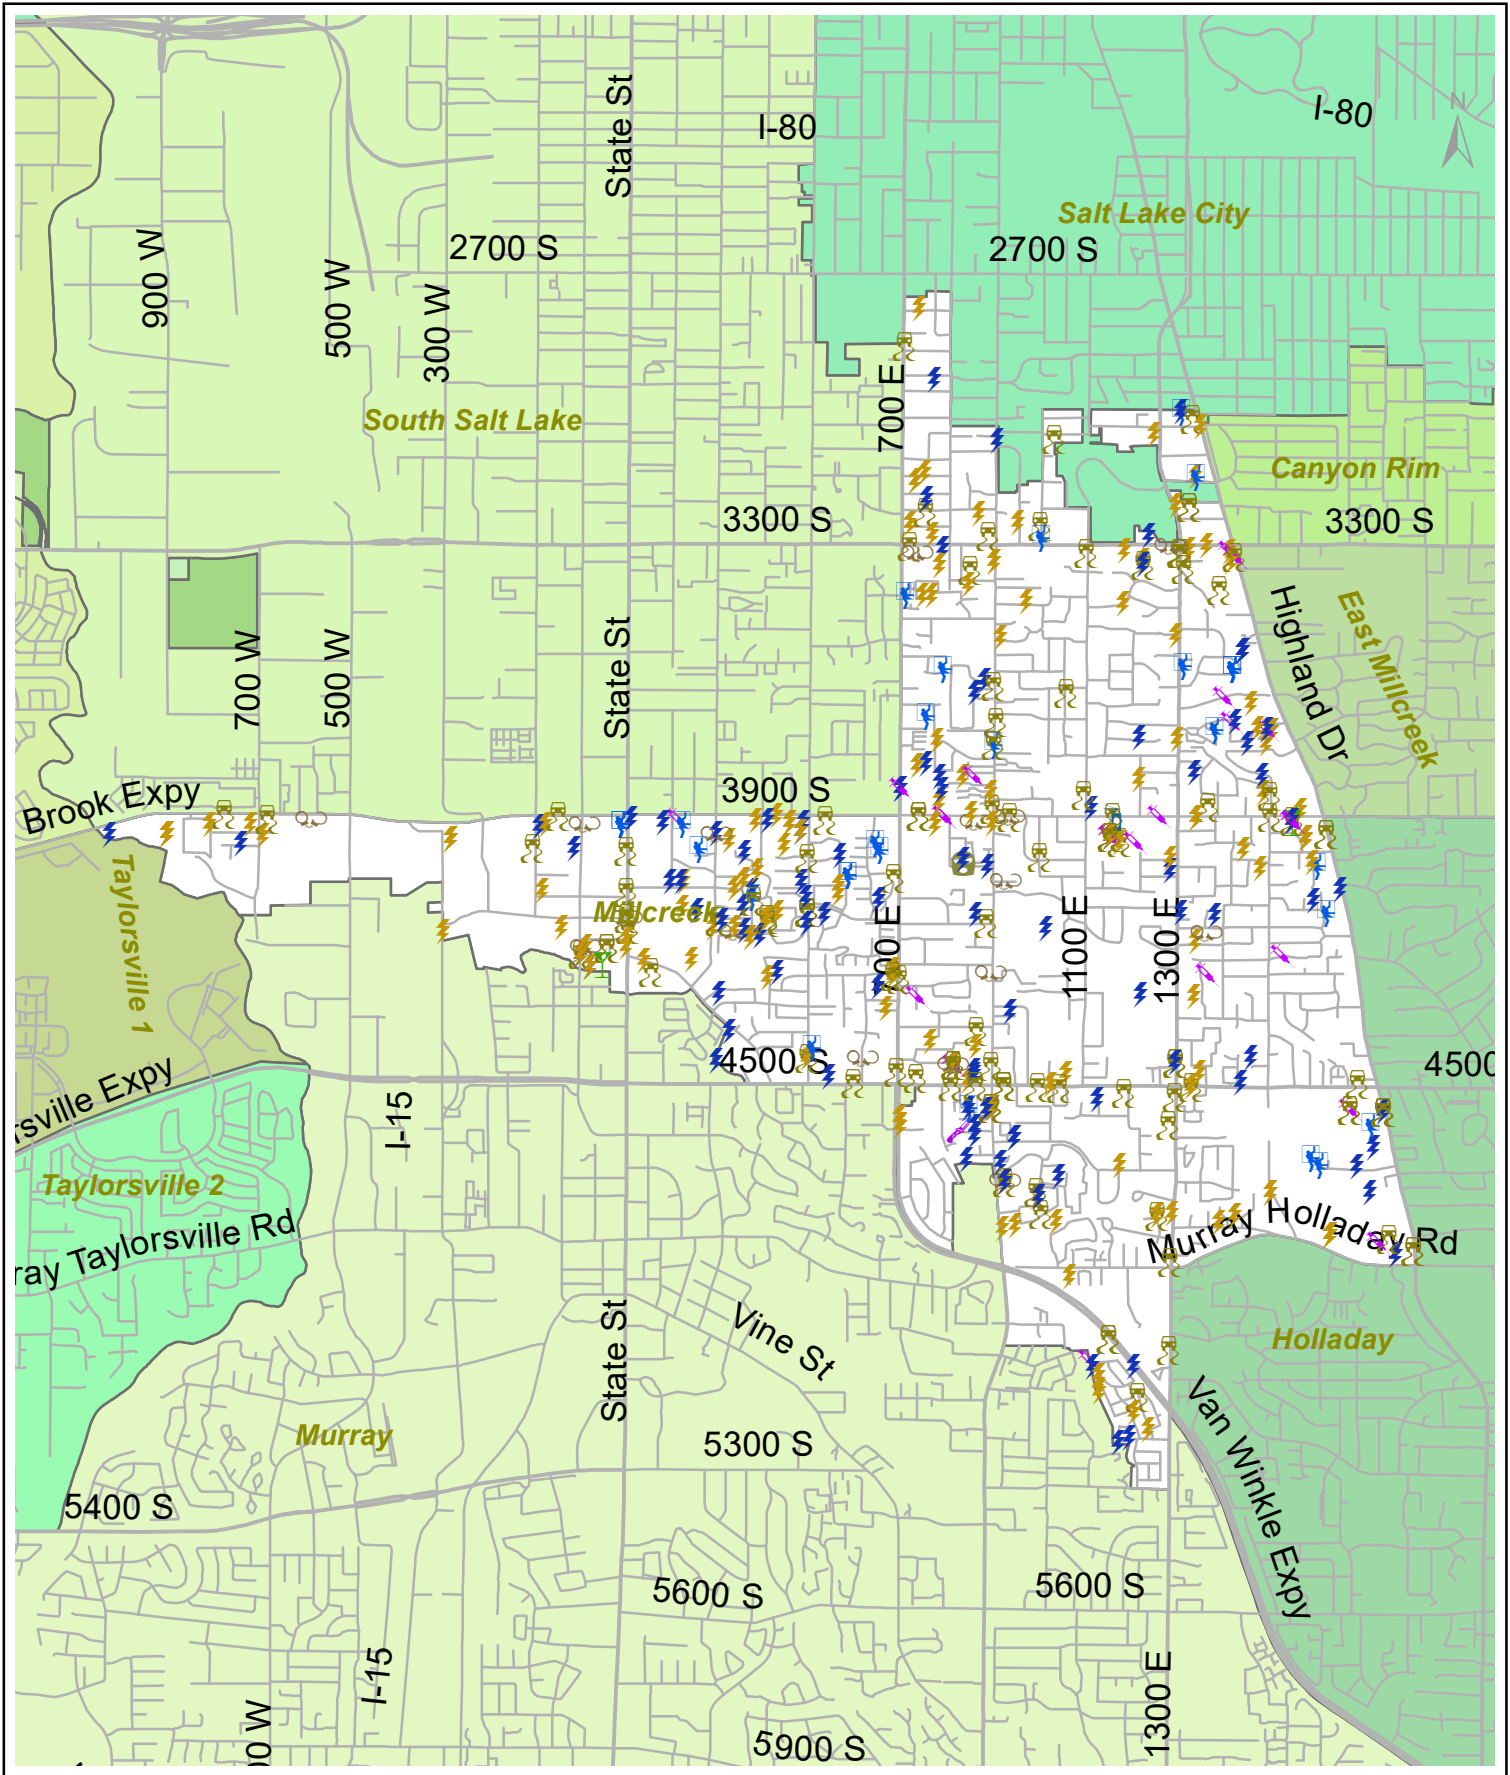 State St
I-80
I-80
N
Salt Lake City
2700 S
2700 S
900 W
500 W
300 W
700 E
South Salt Lake
Canyon Rim
3300 S
3300 S
Highland Dr
East Millcreek
700 W
500 W
State St
3900 S
Brook Expy
Taylorsville 1
Millcreek
1100 E
1300 E
4500 S
4500
rsville Expy
I-15
Taylorsville 2
ray Taylorsville Rd
Murray Holladay Rd
State St
Vine St
Holladay
Murray
5300 S
Van Winkle Expy
5400 S
5600 S
5600 S
I-15
1300 E
00 W
5900 S